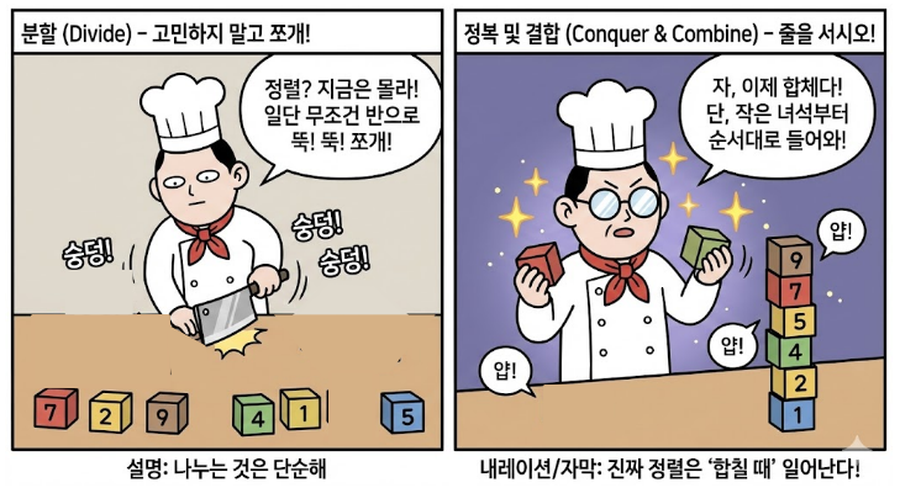 분할 (Divide) - 고민하지 말고 쪼개!
정렬? 지금은 몰라!
일단 무조건 반으로
뚝! 뚝! 쪼개!
숭덩!
숭덩!
숭덩!
7
2
9
4
1
5
설명: 나누는 것은 단순해
정복 및 결합 (Conquer & Combine) - 줄을 서시오!
자, 이제 합체다!
단, 작은 녀석부터
순서대로 들어와!
얍!
얍!
얍!
9
7
5
4
2
1
내레이션/자막: 진짜 정렬은 ‘합칠 때’ 일어난다!